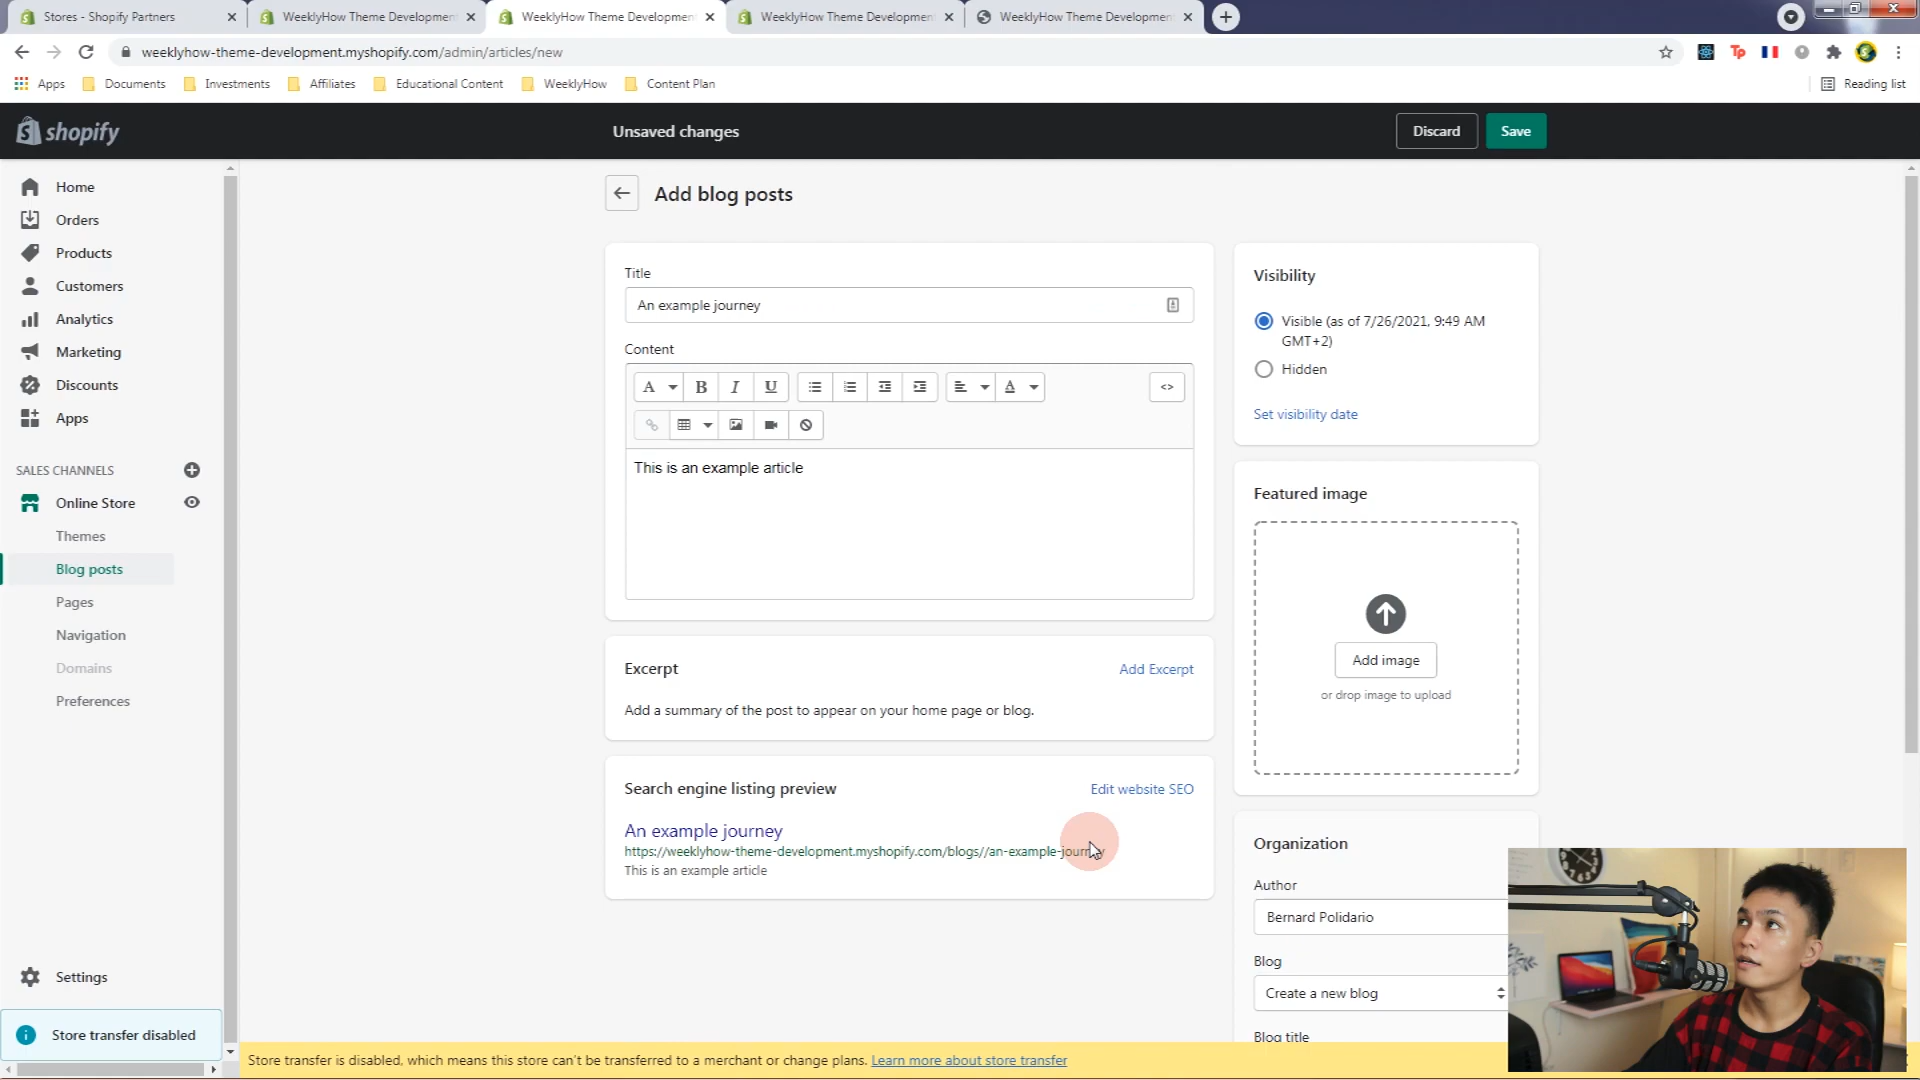 Stores - Shopify Partners
WeeklyHow Theme Development
WeeklyHow Theme Development
WeeklyHow Theme Development
WeeklyHow Theme Development
weeklyhow-theme-development.myshopify.com/admin/articles/new
Apps
Documents
Investments
Affiliates
Educational Content
WeeklyHow
Content Plan
Reading list
shopify
Unsaved changes
Discard
Save
Home
Orders
Products
Customers
Analytics
Marketing
Discounts
Apps
SALES CHANNELS
Online Store
Themes
Blog posts
Pages
Navigation
Domains
Preferences
Settings
Store transfer disabled
Add blog posts
Title
An example journey
Content
A
B
I
U
A
<>
This is an example article
Excerpt
Add Excerpt
Add a summary of the post to appear on your home page or blog.
Search engine listing preview
Edit website SEO
An example journey
https://weeklyhow-theme-development.myshopify.com/blogs//an-example-journey
This is an example article
Visibility
Visible (as of 7/26/2021, 9:49 AM
GMT+2)
Hidden
Set visibility date
Featured image
Add image
or drop image to upload
Organization
Author
Bernard Polidario
Blog
Create a new blog
Blog title
Store transfer is disabled, which means this store can't be transferred to a merchant or change plans. Learn more about store transfer